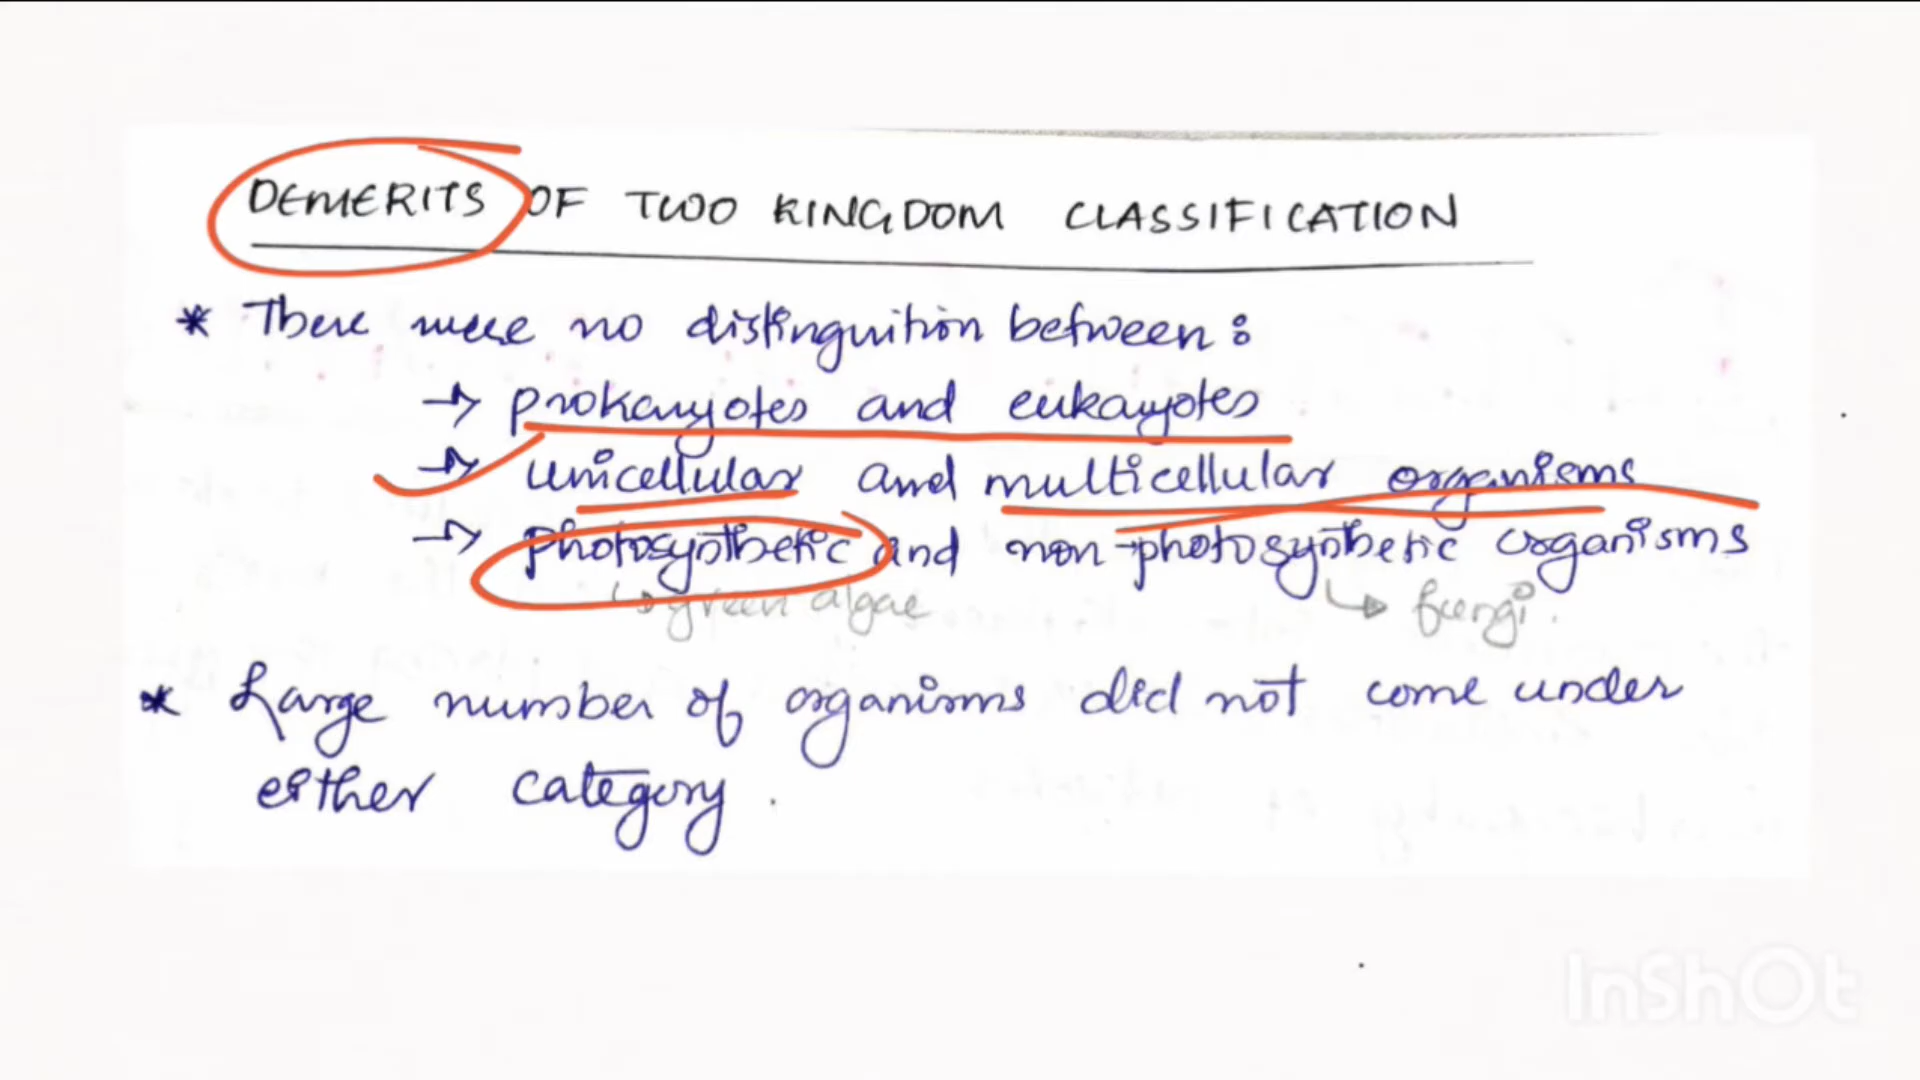 DEMERITS OF TWO KINGDOM CLASSIFICATION
* There were no distinguition between:
→ prokaryotes and eukaryotes
→ unicellular and multicellular organisms
→ photosynthetic and non-photosynthetic organisms
↳ green algae ↳ fungi.
* Large number of organisms did not come under
either category.
InShOt